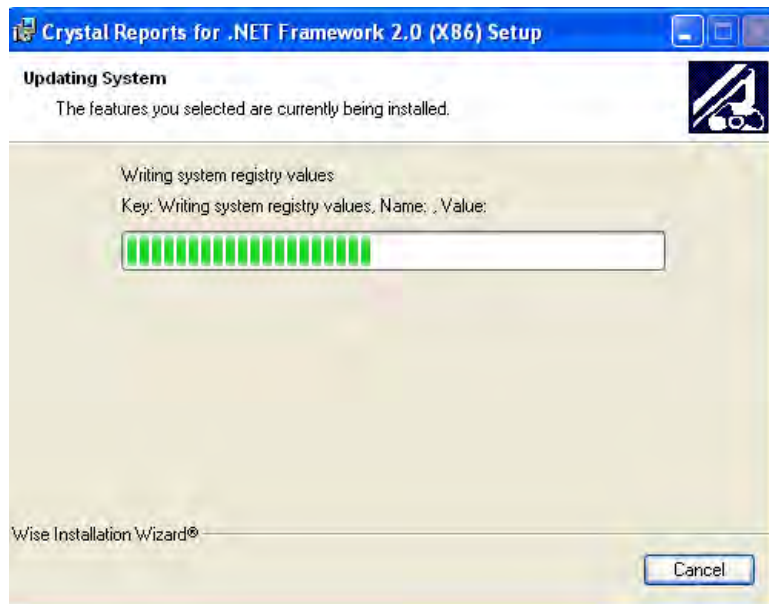 Crystal Reports for .NET Framework 2.0 (X86) Setup
Updating System
The features you selected are currently being installed.
Writing system registry values
Key: Writing system registry values, Name: , Value:
Wise Installation Wizard®
Cancel